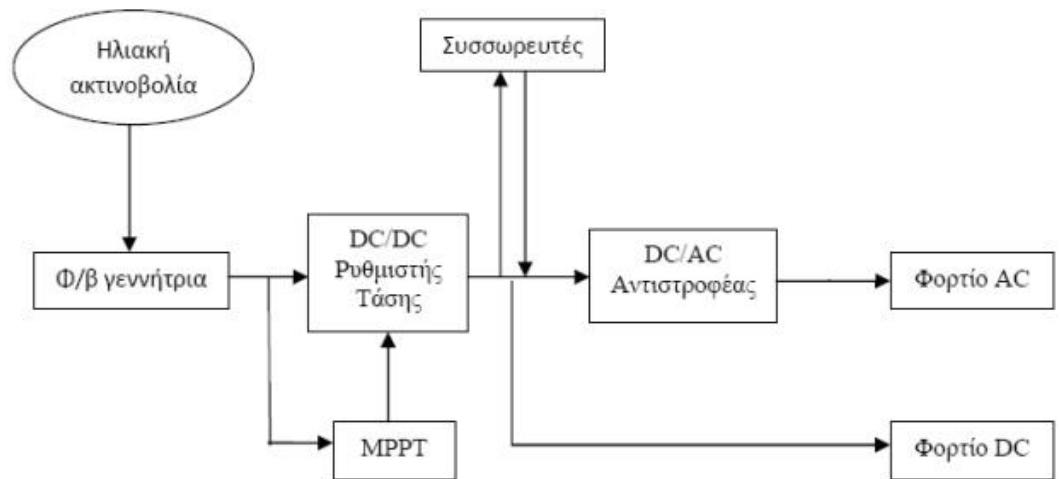 Ηλιακή
ακτινοβολία
Συσσωρευτές
Φ/β γεννήτρια
DC/DC
Ρυθμιστής
Τάσης
DC/AC
Αντιστροφέας
Φορτίο AC
MPPT
Φορτίο DC